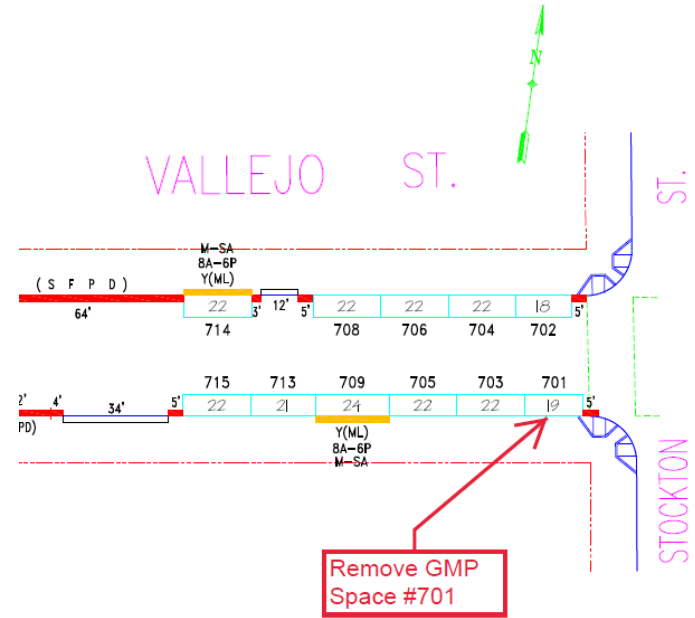 N
VALLEJO ST.
ST.
M-SA
8A-6P
Y(ML)
(SFPD)
64'
22
3'
12'
5'
22
22
22
18
5'
714
708
706
704
702
715
713
709
705
703
701
2'
4'
34'
5'
22
21
24
22
22
19
5'
PD)
Y(ML)
8A-6P
M-SA
STOCKTON
Remove GMP
Space #701